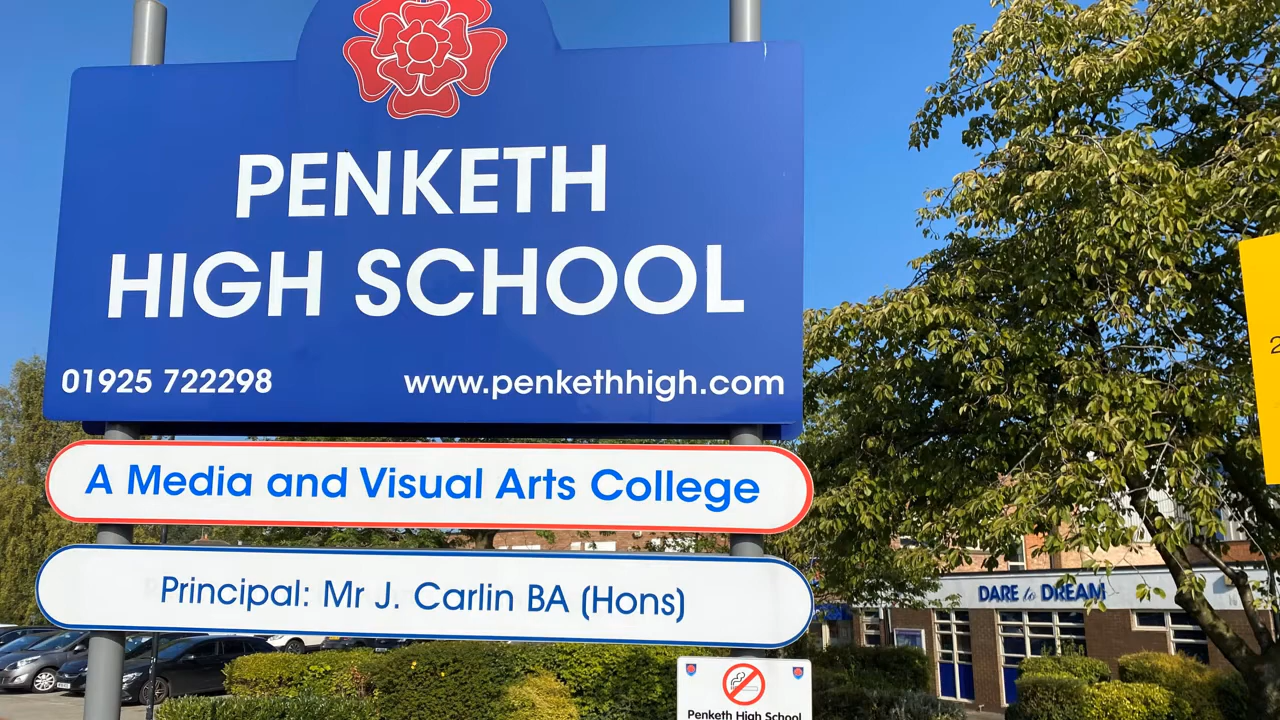 PENKETH
HIGH SCHOOL
01925 722298 www.penkethhigh.com
A Media and Visual Arts College
Principal: Mr J. Carlin BA (Hons)
DARE to DREAM
Penketh High School
2